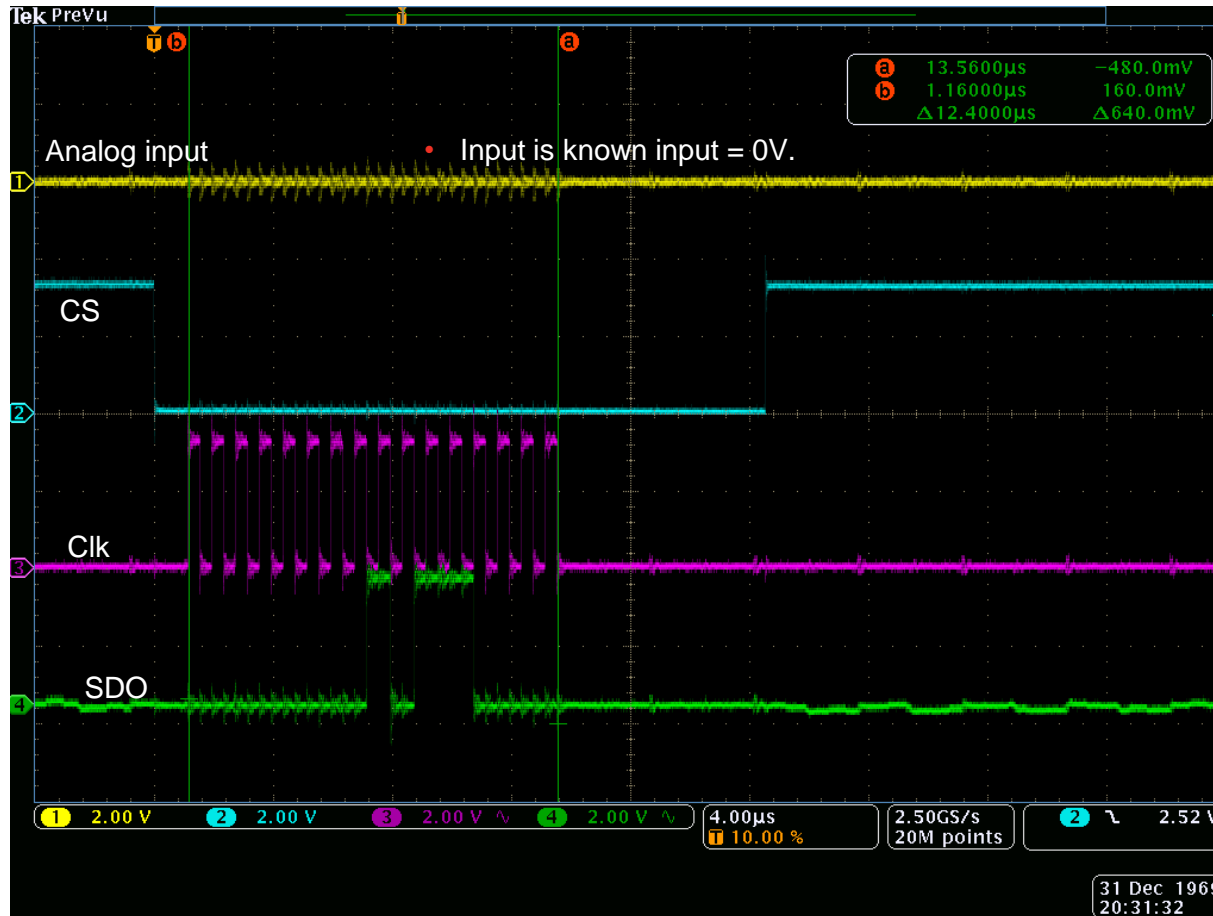 Tek PreVu
T
T b a
a 13.5600µs −480.0mV
b 1.16000µs 160.0mV
Δ12.4000µs Δ640.0mV
Analog input • Input is known input = 0V.
1
CS
2
Clk
3
SDO
4
1 2.00 V 2 2.00 V 3 2.00 V 4 2.00 V
4.00µs 2.50GS/s 2 2.52 V
T 10.00 % 20M points
31 Dec 1969
20:31:32